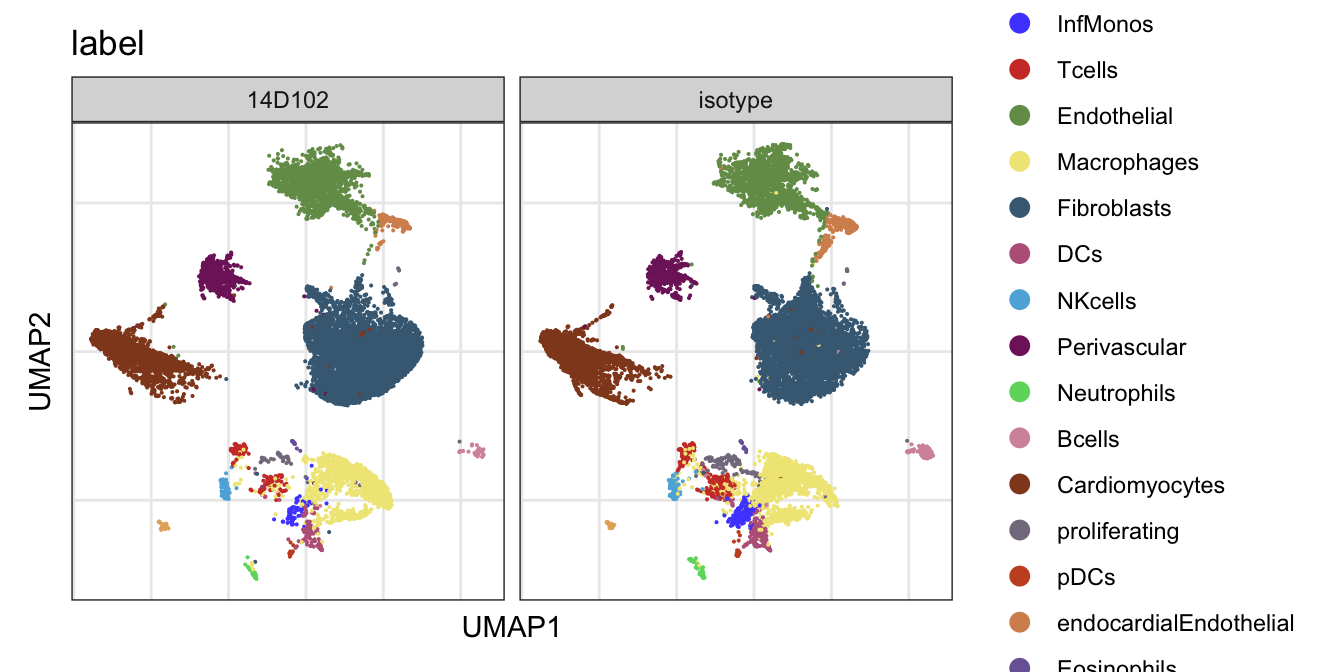 label
14D102
isotype
UMAP2
UMAP1
InfMonos
Tcells
Endothelial
Macrophages
Fibroblasts
DCs
NKcells
Perivascular
Neutrophils
Bcells
Cardiomyocytes
proliferating
pDCs
endocardialEndothelial
Eosinophils